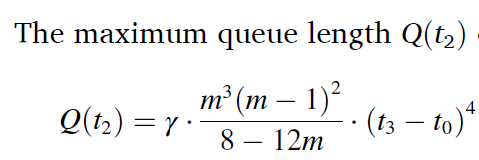 The maximum queue length Q(t₂)
Q(t₂) = γ · m³(m − 1)² / 8 − 12m · (t₃ − t₀)⁴